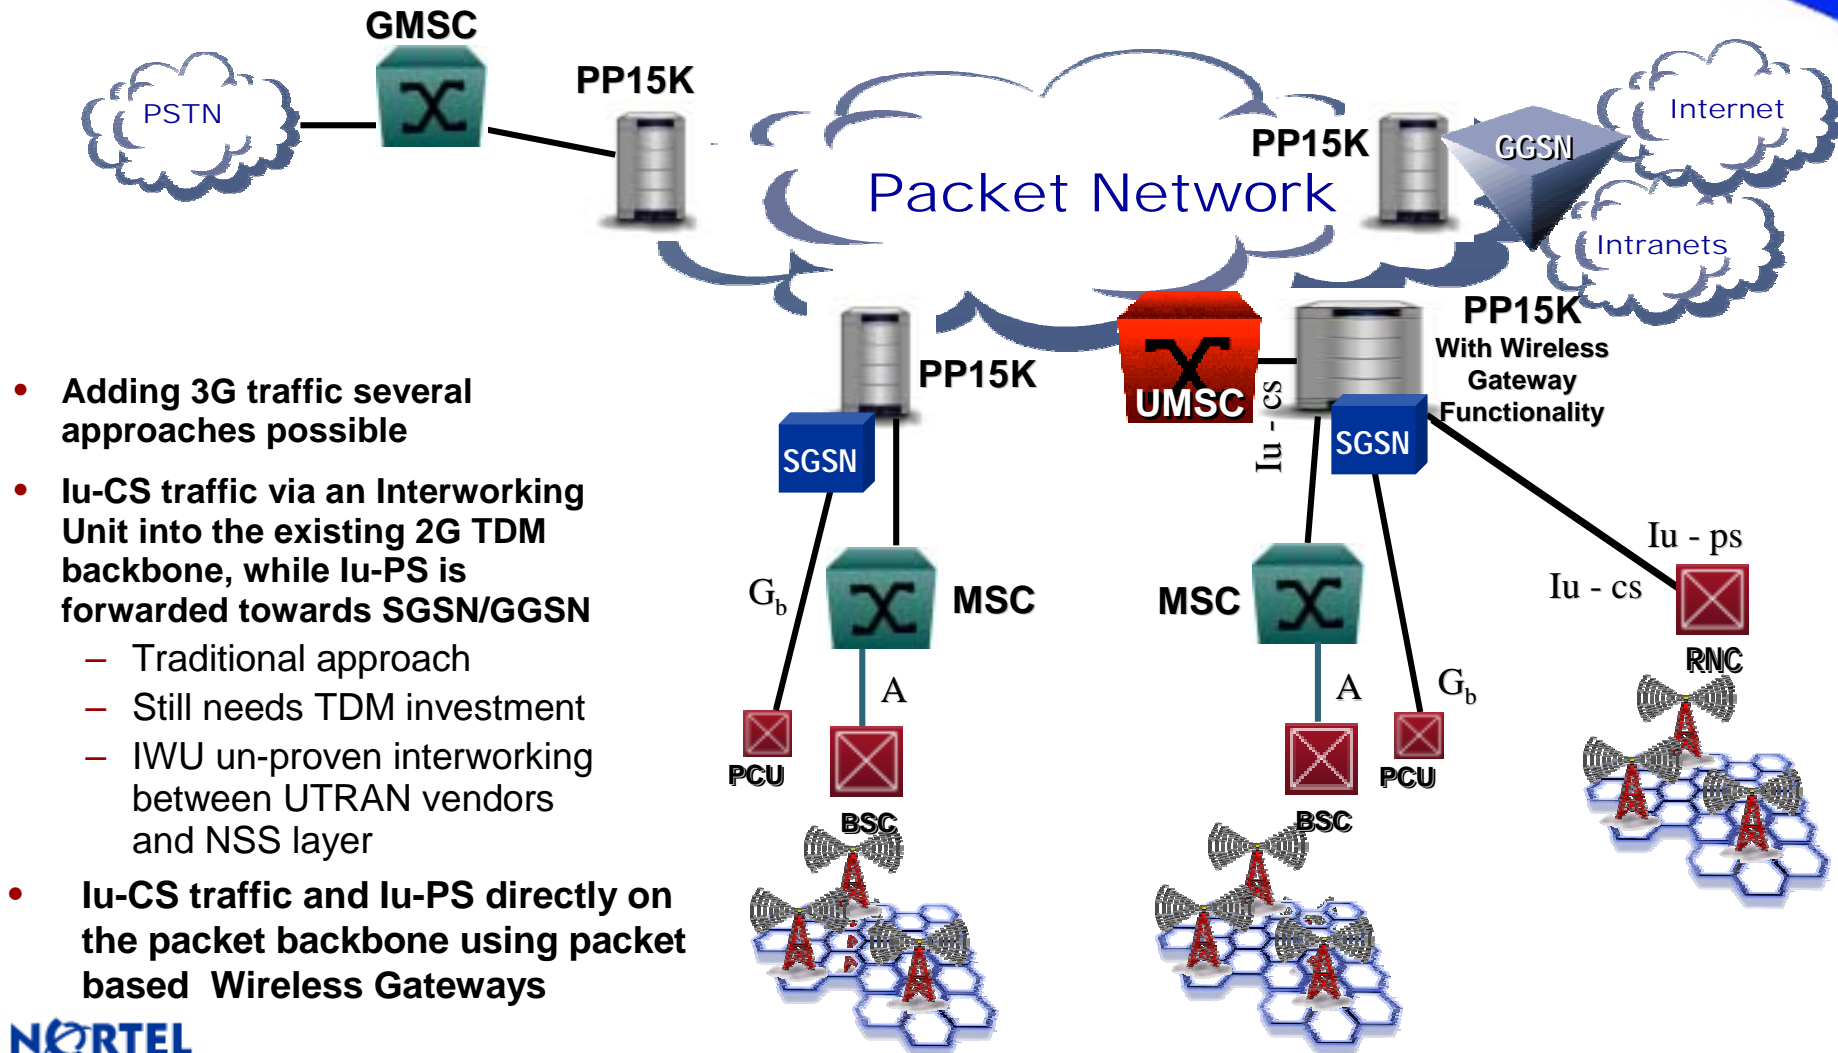 GMSC
PP15K
PSTN
Internet
PP15K
GGSN
Packet Network
Intranets
PP15K
With Wireless
Gateway
Functionality
PP15K
UMSC
Iu - cs
SGSN
SGSN
• Adding 3G traffic several
approaches possible
• Iu-CS traffic via an Interworking
Unit into the existing 2G TDM
backbone, while Iu-PS is
forwarded towards SGSN/GGSN
– Traditional approach
– Still needs TDM investment
– IWU un-proven interworking
between UTRAN vendors
and NSS layer
• Iu-CS traffic and Iu-PS directly on
the packet backbone using packet
based Wireless Gateways
Gb
MSC
A
PCU
BSC
MSC
A
Gb
BSC
PCU
Iu - ps
Iu - cs
RNC
NORTEL